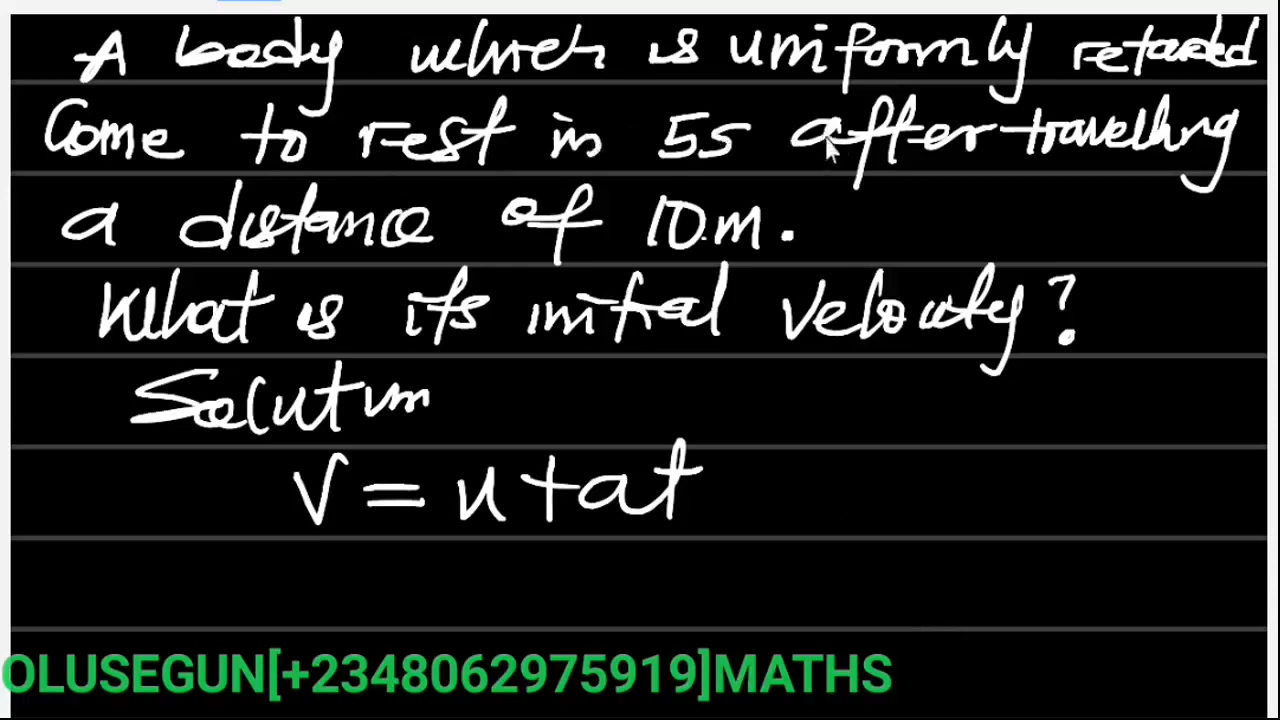 A body which is uniformly retarded
Come to rest in 5s after travelling
a distance of 10m.
What is its initial velocity?
Solution
V = u + at
OLUSEGUN[+2348062975919]MATHS